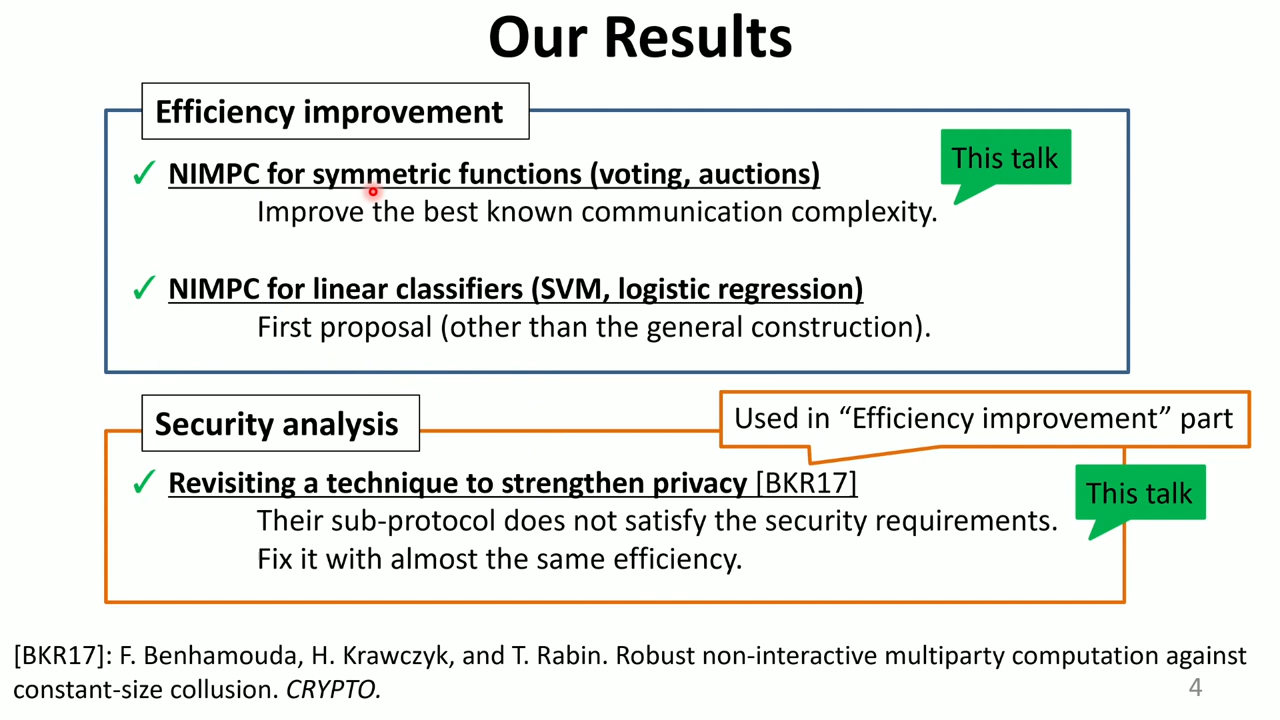 Our Results
Efficiency improvement
✓ NIMPC for symmetric functions (voting, auctions)
This talk
Improve the best known communication complexity.
✓ NIMPC for linear classifiers (SVM, logistic regression)
First proposal (other than the general construction).
Security analysis
Used in “Efficiency improvement” part
✓ Revisiting a technique to strengthen privacy [BKR17]
This talk
Their sub-protocol does not satisfy the security requirements.
Fix it with almost the same efficiency.
[BKR17]: F. Benhamouda, H. Krawczyk, and T. Rabin. Robust non-interactive multiparty computation against
constant-size collusion. CRYPTO.
4